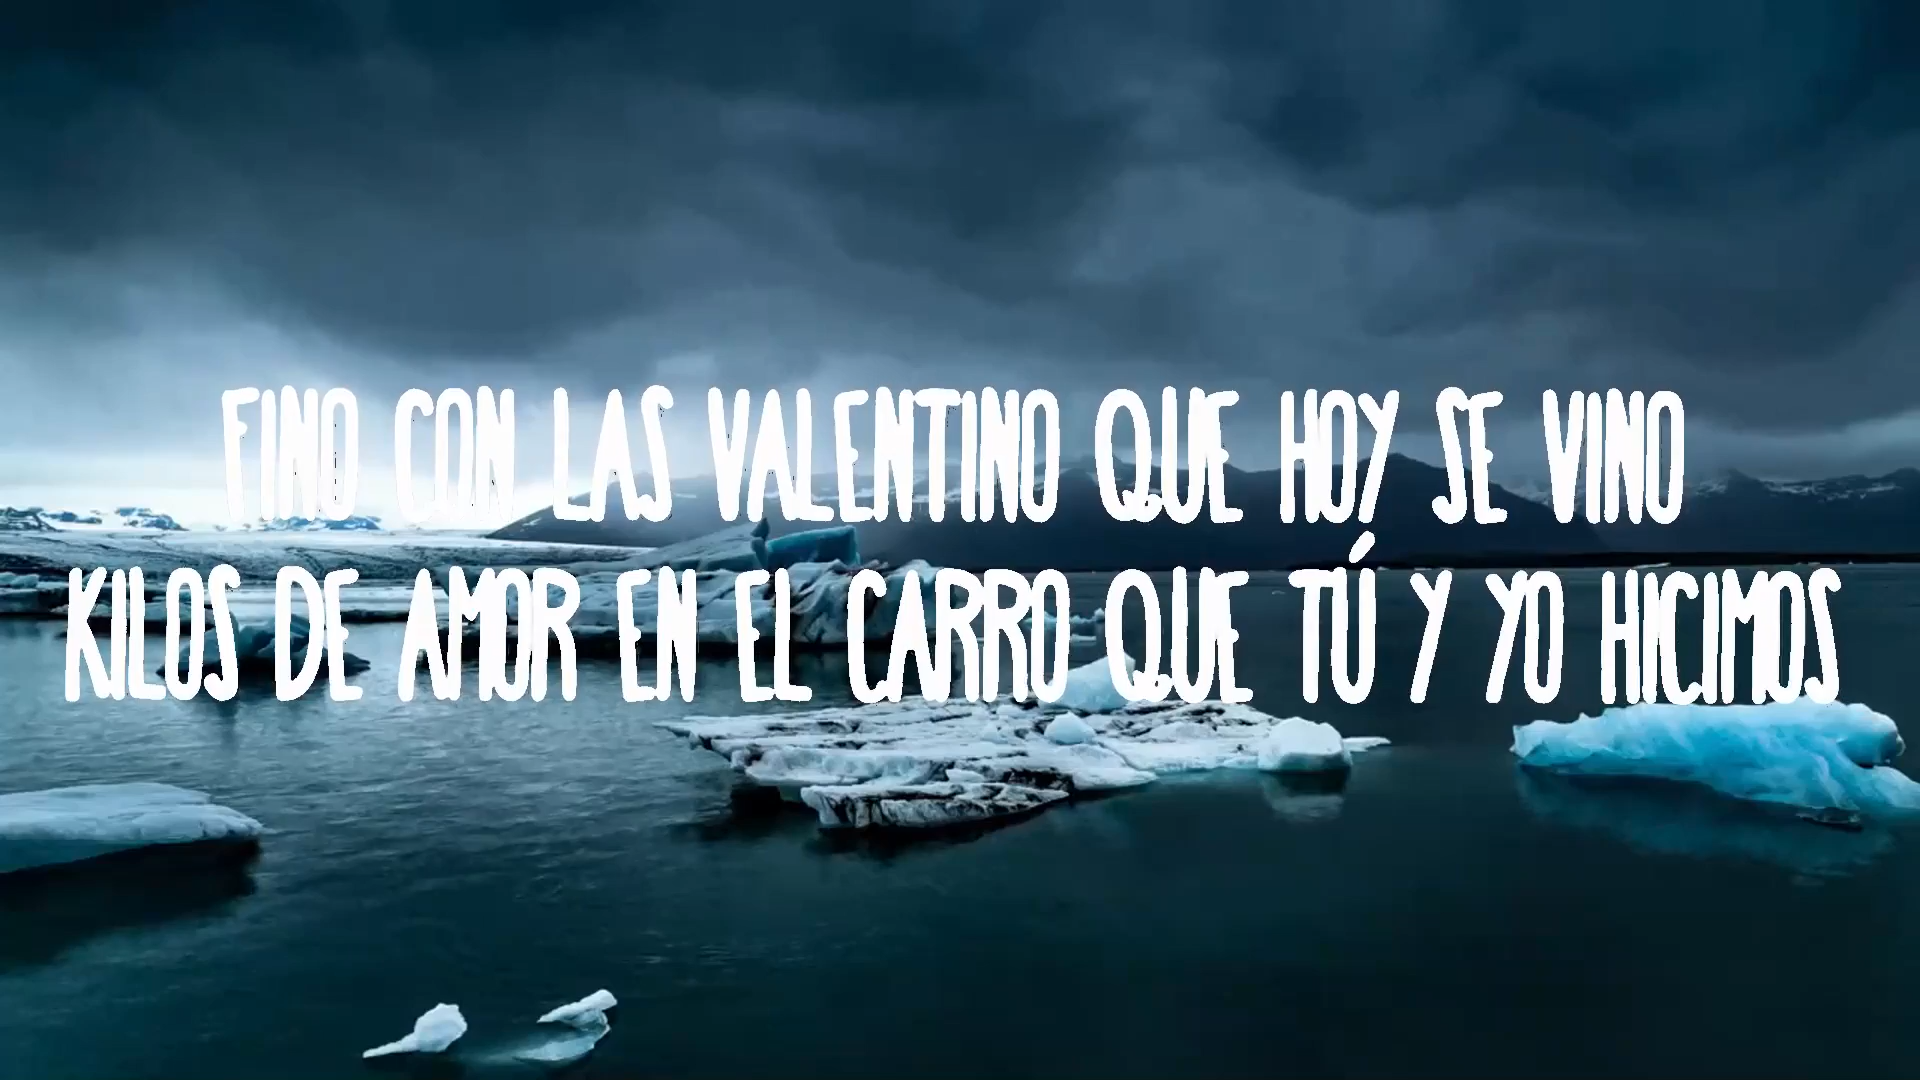 FINO CON LAS VALENTINO QUE HOY SE VINO
KILOS DE AMOR EN EL CARRO QUE TÚ Y YO HICIMOS